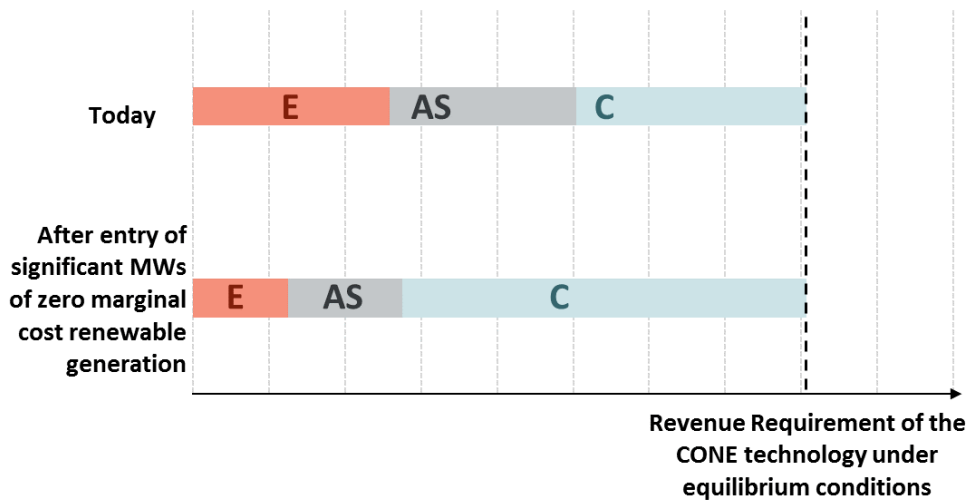 E AS C
Today
After entry of
significant MWs
of zero marginal
cost renewable
generation
E AS C
Revenue Requirement of the
CONE technology under
equilibrium conditions